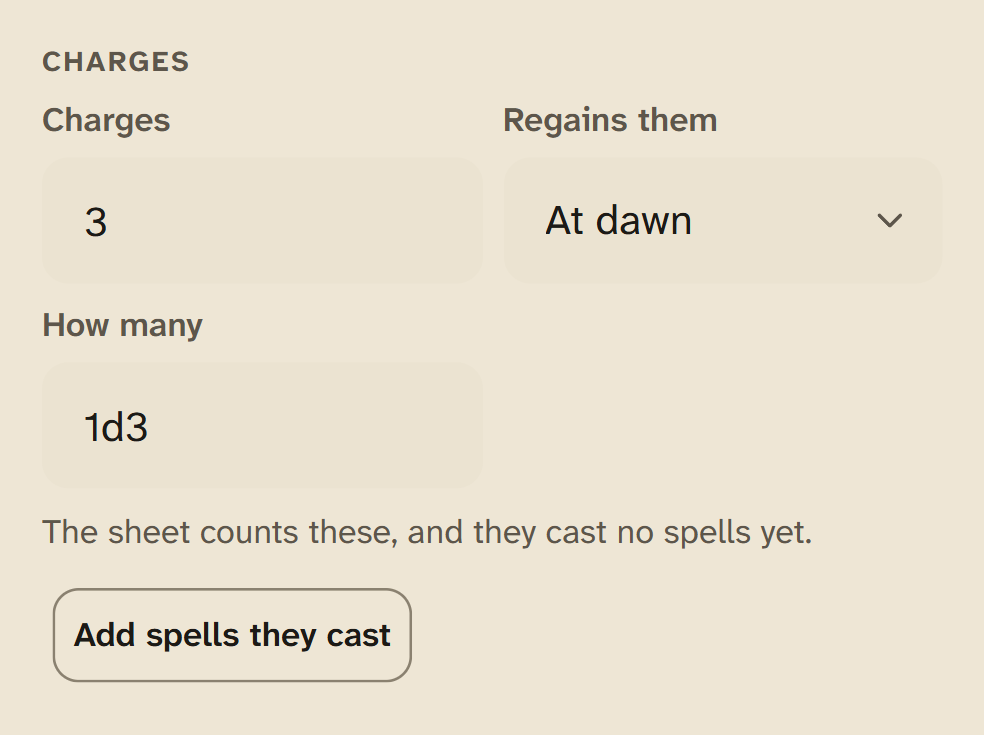 CHARGES
Charges
Regains them
3
At dawn
How many
1d3
The sheet counts these, and they cast no spells yet.
Add spells they cast